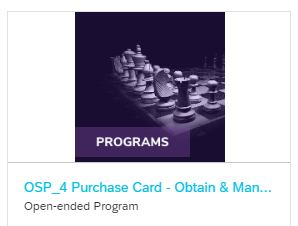 PROGRAMS
OSP_4 Purchase Card - Obtain & Man...
Open-ended Program